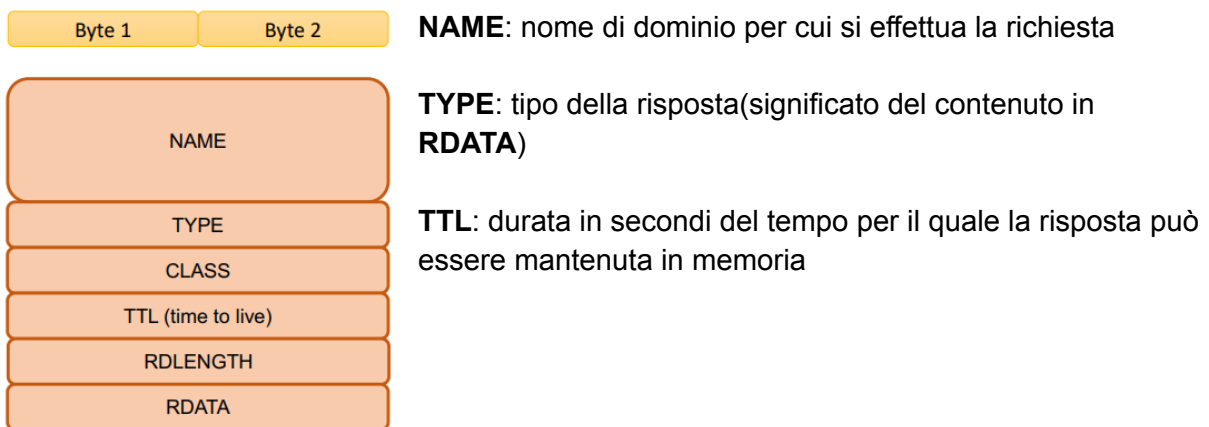 Byte 1
Byte 2
NAME
TYPE
CLASS
TTL (time to live)
RDLENGTH
RDATA
NAME: nome di dominio per cui si effettua la richiesta
TYPE: tipo della risposta(significato del contenuto in
RDATA)
TTL: durata in secondi del tempo per il quale la risposta può
essere mantenuta in memoria